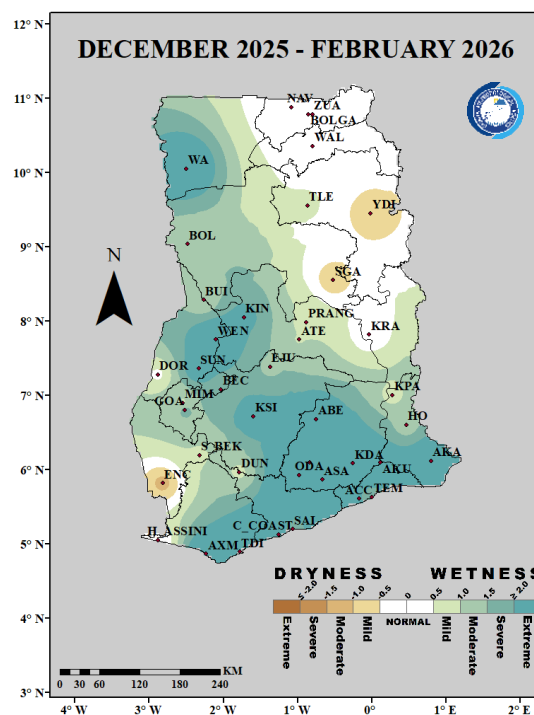 12° N
DECEMBER 2025 - FEBRUARY 2026
11° N
NAV
ZUA
BOLGA
WAL
WA
10° N
TLE
YDI
9° N
BOL
N
SGA
BUI
8° N
KIN
PRANG
KRA
WEN
ATE
SUN
EJU
DOR
BEC
KPA
7° N
GOA
MIM
KSI
ABE
HO
S_BEK
AKA
6° N
ENC
DUN
ODA
KDA
ASA
AKU
ACC
TEM
C_COAST
SAL
H_ASSINI
5° N
AXM
TDI
DRYNESS WETNESS
≤ -2.0 -1.5 -1.0 -0.5 0 0.5 1.0 1.5 ≥ 2.0
Extreme Severe Moderate Mild NORMAL Mild Moderate Severe Extrem
4° N
KM
0 30 60 120 180 240
3° N
4° W 3° W 2° W 1° W 0° 1° E 2° E